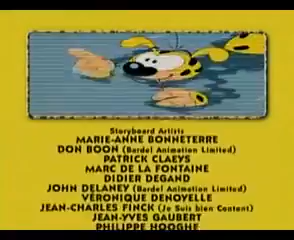 Storyboard Artists
MARIE-ANNE BONNETERRE
DON BOON (Bardel Animation Limited)
PATRICK CLAEYS
MARC DE LA FONTAINE
DIDIER DEGAND
JOHN DELANEY (Bardel Animation Limited)
VÉRONIQUE DENOYELLE
JEAN-CHARLES FINCK (Je Suis bien Content)
JEAN-YVES GAUBERT
PHILIPPE HOOGHE